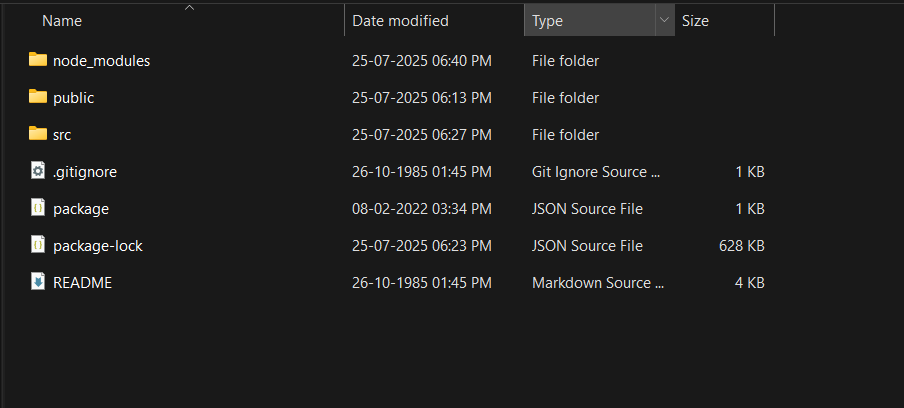 Name Date modified Type Size
node_modules 25-07-2025 06:40 PM File folder
public 25-07-2025 06:13 PM File folder
src 25-07-2025 06:27 PM File folder
.gitignore 26-10-1985 01:45 PM Git Ignore Source ... 1 KB
package 08-02-2022 03:34 PM JSON Source File 1 KB
package-lock 25-07-2025 06:23 PM JSON Source File 628 KB
README 26-10-1985 01:45 PM Markdown Source ... 4 KB